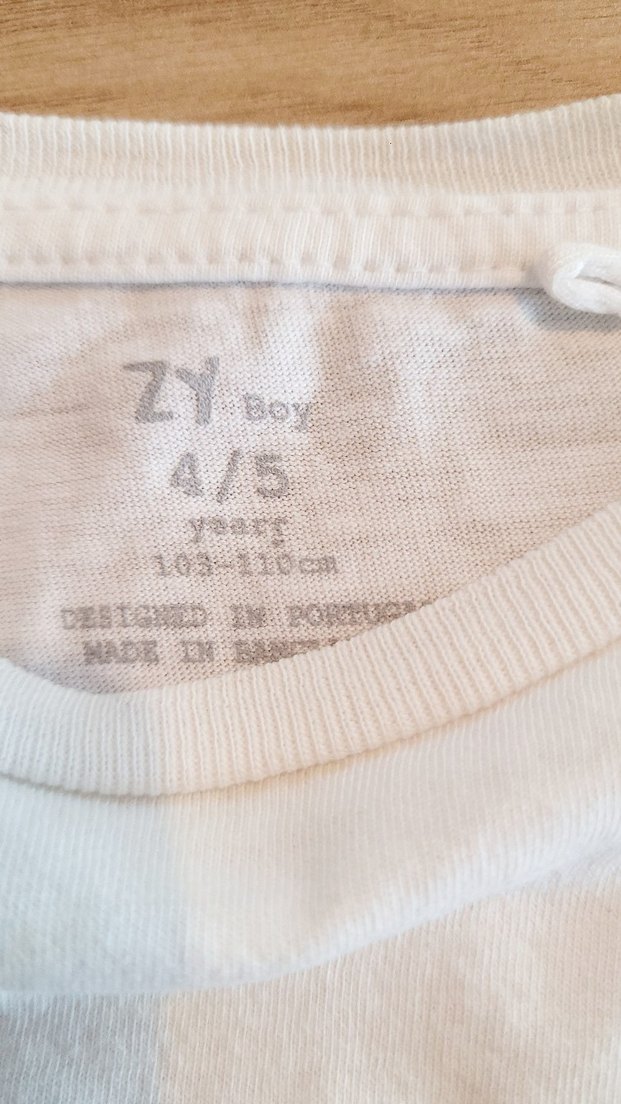 ZY Boy
4/5
years
103-110cm
DESIGNED IN
MADE IN